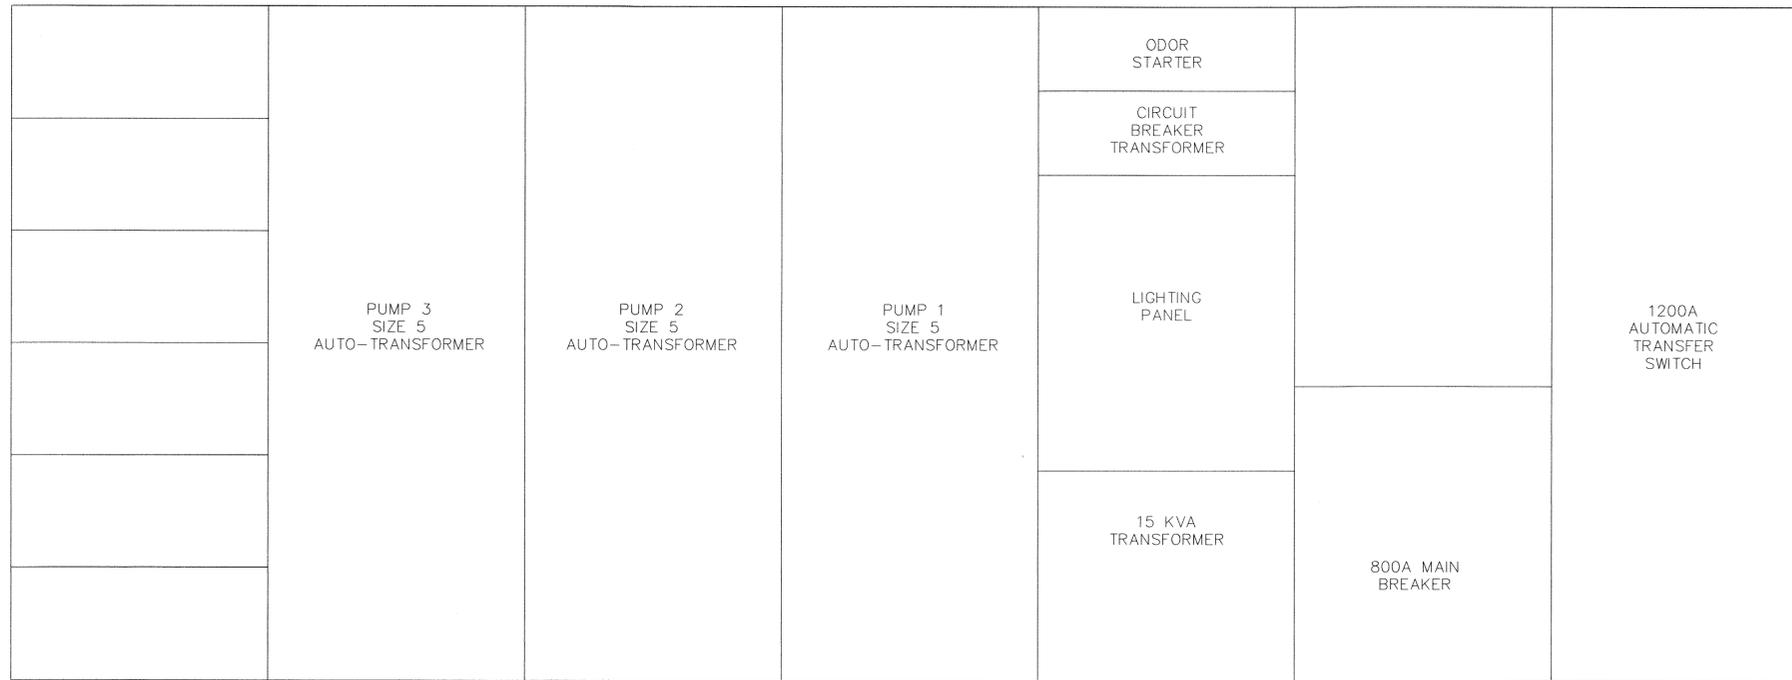 ODOR
STARTER
CIRCUIT
BREAKER
TRANSFORMER
PUMP 3
SIZE 5
AUTO-TRANSFORMER
PUMP 2
SIZE 5
AUTO-TRANSFORMER
PUMP 1
SIZE 5
AUTO-TRANSFORMER
LIGHTING
PANEL
1200A
AUTOMATIC
TRANSFER
SWITCH
15 KVA
TRANSFORMER
800A MAIN
BREAKER